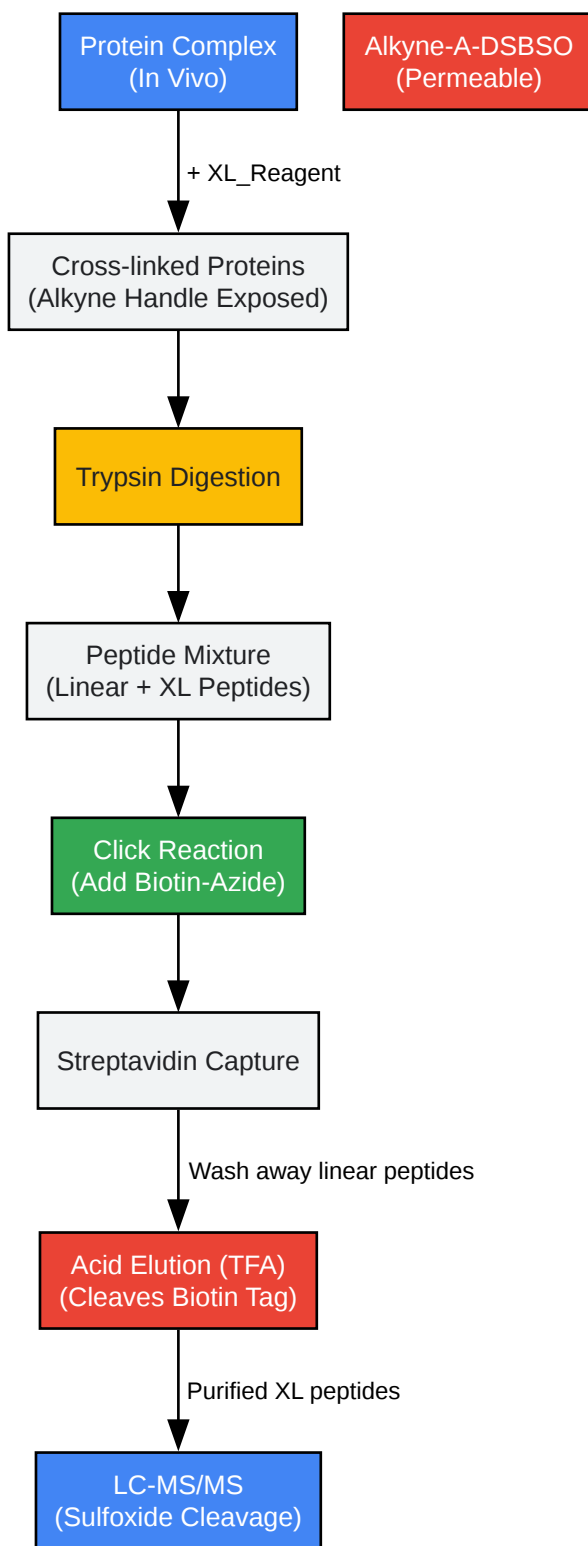 Protein Complex
(In Vivo)
Alkyne-A-DSBSO
(Permeable)
+ XL_Reagent
Cross-linked Proteins
(Alkyne Handle Exposed)
Trypsin Digestion
Peptide Mixture
(Linear + XL Peptides)
Click Reaction
(Add Biotin-Azide)
Streptavidin Capture
Wash away linear peptides
Acid Elution (TFA)
(Cleaves Biotin Tag)
Purified XL peptides
LC-MS/MS
(Sulfoxide Cleavage)